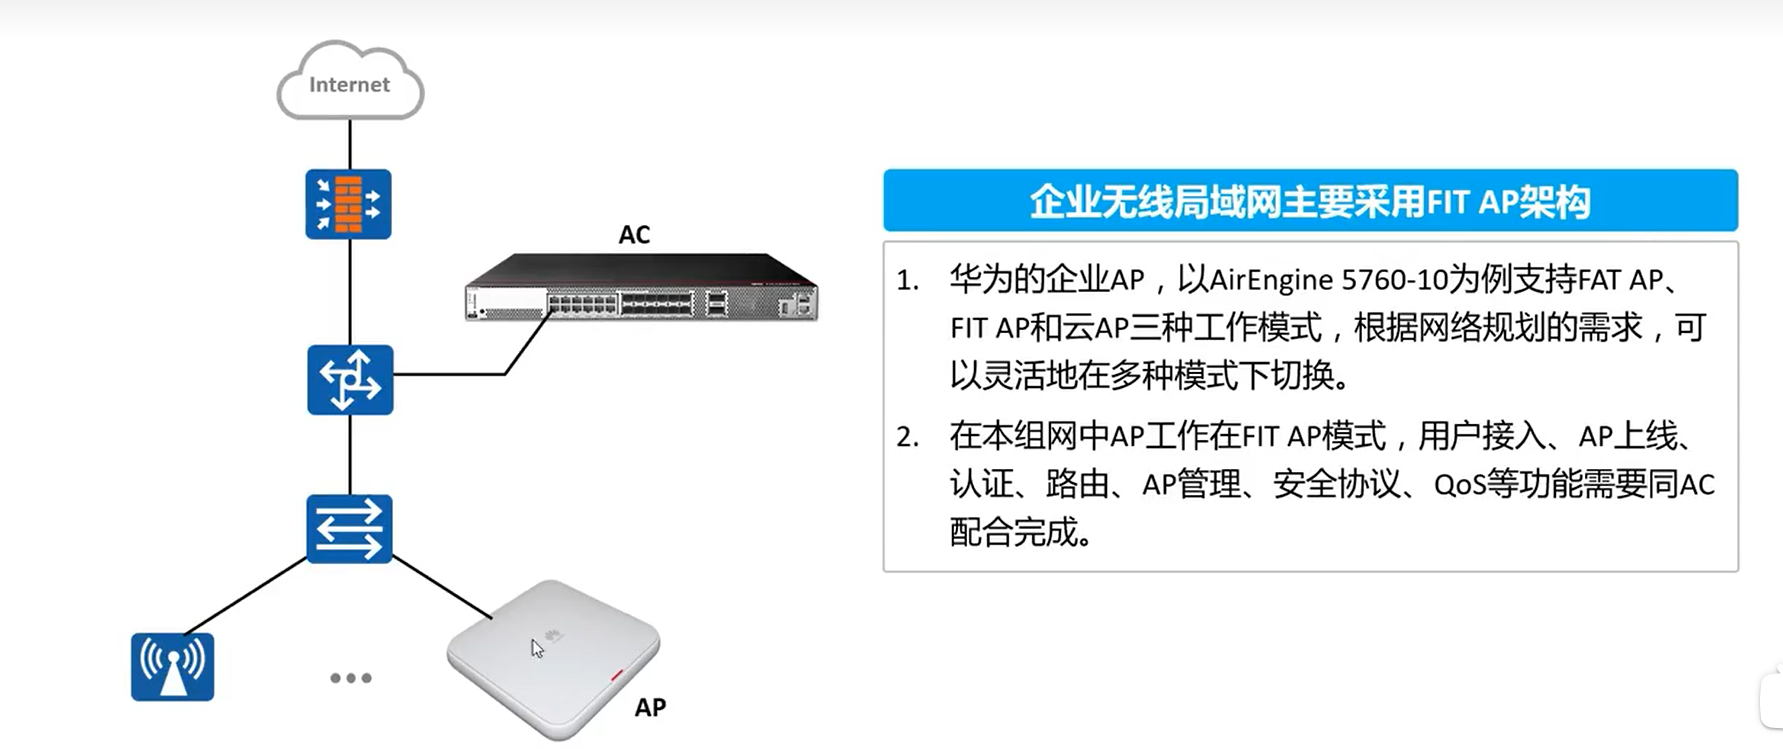 Internet
AC
AP
企业无线局域网主要采用FIT AP架构
1. 华为的企业AP，以AirEngine 5760-10为例支持FAT AP、
FIT AP和云AP三种工作模式，根据网络规划的需求，可
以灵活地在多种模式下切换。
2. 在本组网中AP工作在FIT AP模式，用户接入、AP上线、
认证、路由、AP管理、安全协议、QoS等功能需要同AC
配合完成。